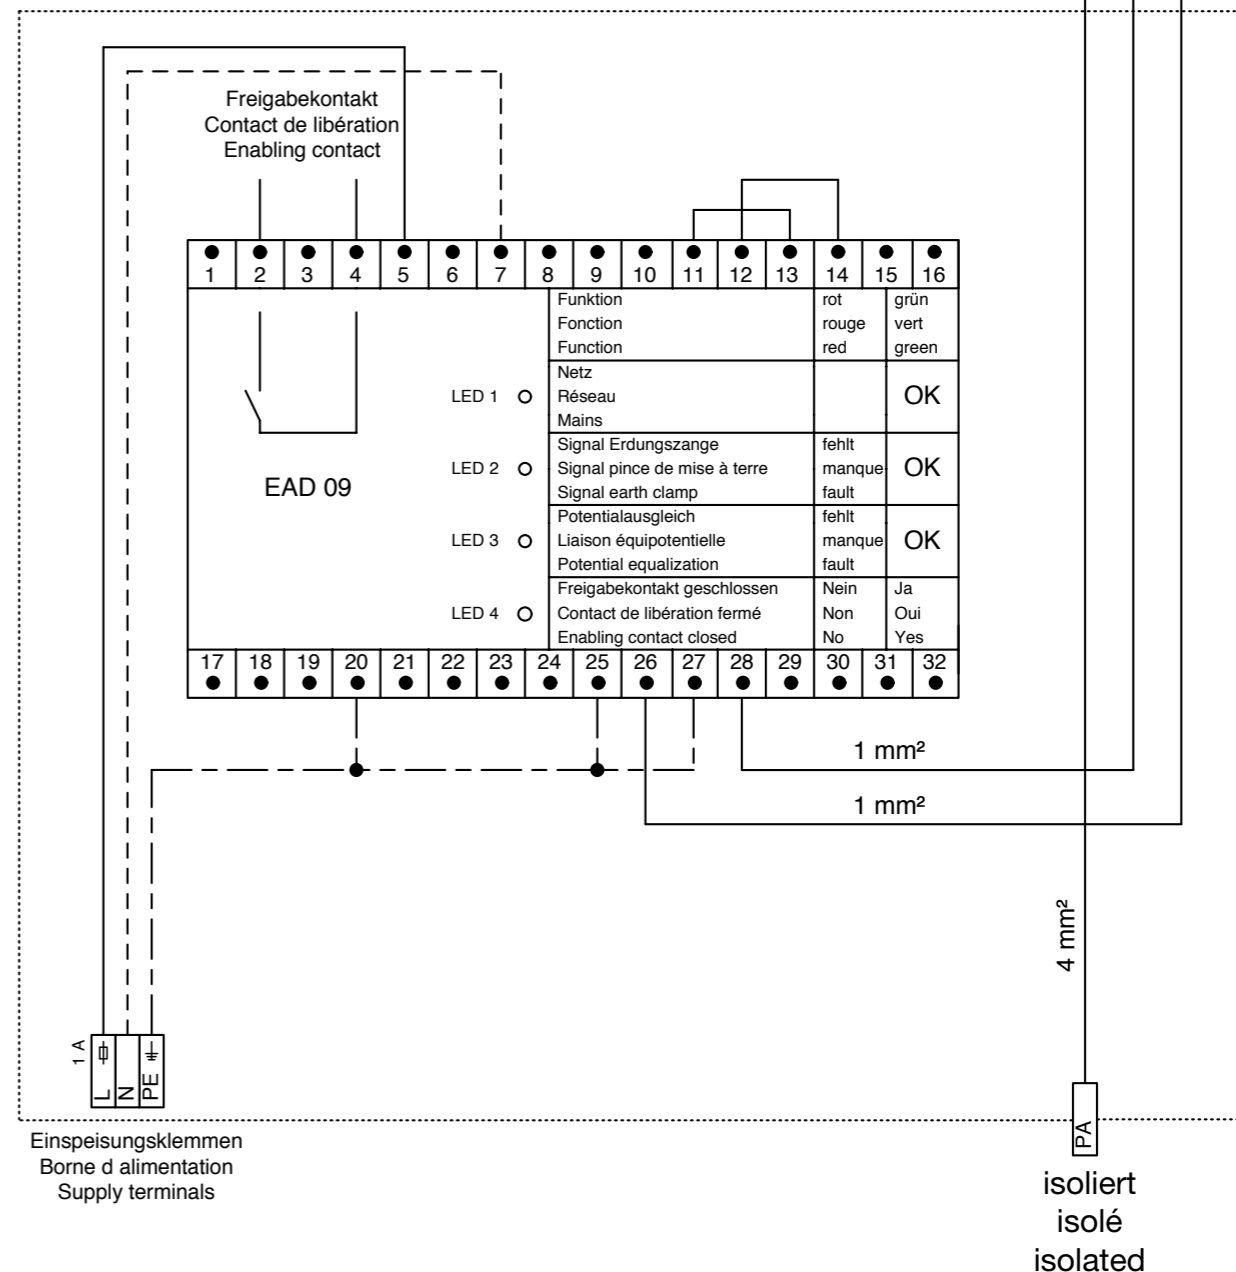 Freigabekontakt
Contact de libération
Enabling contact
1 2 3 4 5 6 7 8 9 10 11 12 13 14 15 16
Funktion rot grün
Fonction rouge vert
Function red green
Netz
LED 1 Réseau OK
Mains
Signal Erdungszange fehlt
LED 2 Signal pince de mise à terre manque OK
Signal earth clamp fault
EAD 09
Potentialausgleich fehlt
LED 3 Liaison équipotentielle manque OK
Potential equalization fault
Freigabekontakt geschlossen Nein Ja
LED 4 Contact de libération fermé Non Oui
Enabling contact closed No Yes
17 18 19 20 21 22 23 24 25 26 27 28 29 30 31 32
1 mm²
1 mm²
4 mm²
1 A
L N PE
PA
Einspeisungsklemmen
Borne d alimentation
Supply terminals
isoliert
isolé
isolated